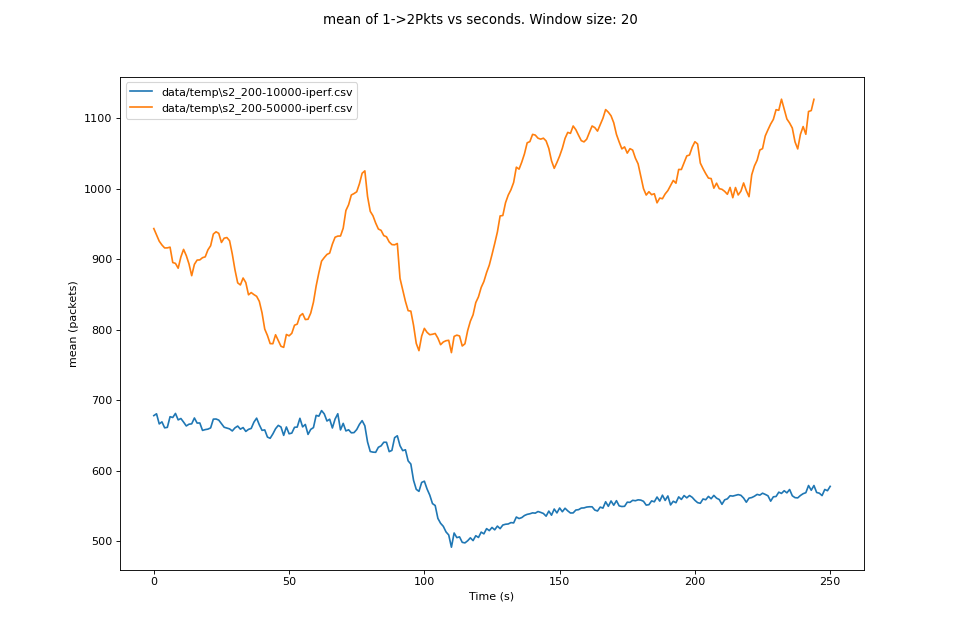 mean of 1->2Pkts vs seconds. Window size: 20
data/temp\s2_200-10000-iperf.csv
data/temp\s2_200-50000-iperf.csv
mean (packets)
1100
1000
900
800
700
600
500
0 50 100 150 200 250
Time (s)